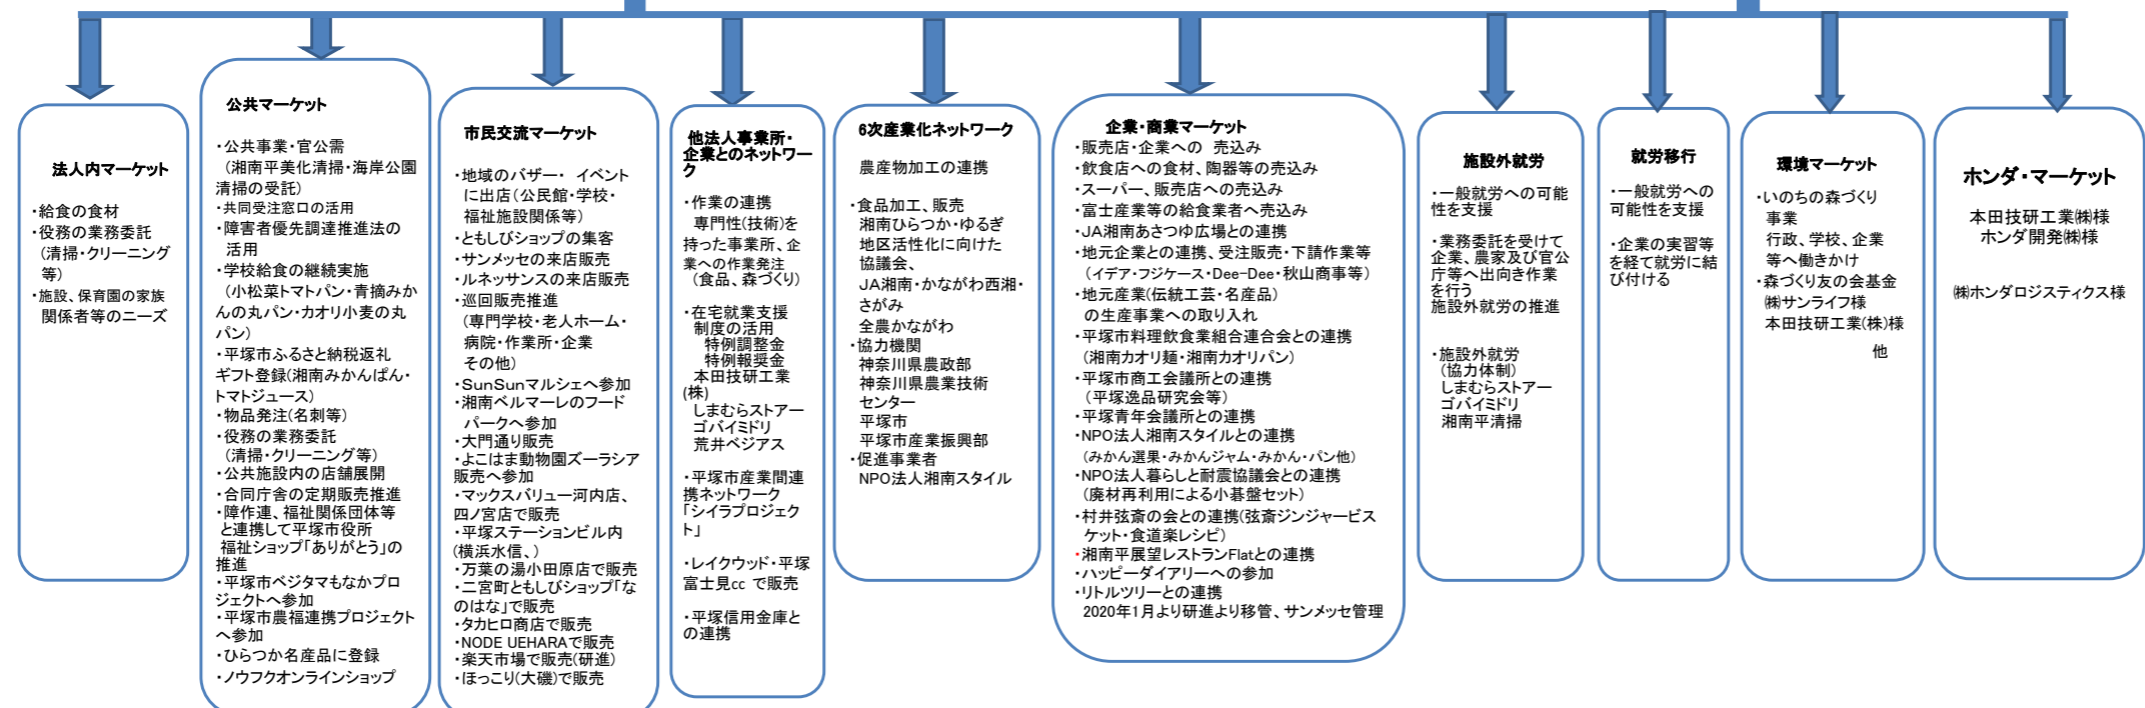 法人内マーケット
・給食の食材
・役務の業務委託
(清掃・クリーニング
等)
・施設、保育園の家族
関係者等のニーズ
公共マーケット
・公共事業・官公需
(湘南平美化清掃・海岸公園
清掃の受託)
・共同受注窓口の活用
・障害者優先調達推進法の
活用
・学校給食の継続実施
(小松菜トマトパン・青摘みか
んの丸パン・カオリ小麦の丸
パン)
・平塚市ふるさと納税返礼
ギフト登録(湘南みかんぱん・
トマトジュース)
・物品発注(名刺等)
・役務の業務委託
(清掃・クリーニング等)
・公共施設内の店舗展開
・合同庁舎の定期販売推進
・障作連、福祉関係団体等
と連携して平塚市役所
福祉ショップ「ありがとう」の
推進
・平塚市ベジタマもなかプロ
ジェクトへ参加
・平塚市農福連携プロジェクト
へ参加
・ひらつか名産品に登録
・ノウフクオンラインショップ
市民交流マーケット
・地域のバザー・ イベント
に出店(公民館・学校・
福祉施設関係等)
・ともしびショップの集客
・サンメッセの来店販売
・ルネッサンスの来店販売
・巡回販売推進
(専門学校・老人ホーム・
病院・作業所・企業
その他)
・SunSunマルシェへ参加
・湘南ベルマーレのフード
パークへ参加
・大門通り販売
・よこはま動物園ズーラシア
販売へ参加
・マックスバリュー河内店、
四ノ宮店で販売
・平塚ステーションビル内
(横浜水信、)
・万葉の湯小田原店で販売
・二宮町ともしびショップ「な
のはな」で販売
・タカヒロ商店で販売
・NODE UEHARAで販売
・楽天市場で販売(研進)
・ほっこり(大磯)で販売
他法人事業所・
企業とのネットワー
ク
・作業の連携
専門性(技術)を
持った事業所、企
業への作業発注
(食品、森づくり)
・在宅就業支援
制度の活用
特例調整金
特例報奨金
本田技研工業
(株)
しまむらストアー
ゴバイミドリ
荒井ベジアス
・平塚市産業間連
携ネットワーク
「シイラプロジェク
ト」
・レイクウッド・平塚
富士見cc で販売
・平塚信用金庫と
の連携
6次産業化ネットワーク
農産物加工の連携
・食品加工、販売
湘南ひらつか・ゆるぎ
地区活性化に向けた
協議会、
JA湘南・かながわ西湘・
さがみ
全農かながわ
・協力機関
神奈川県農政部
神奈川県農業技術
センター
平塚市
平塚市産業振興部
・促進事業者
NPO法人湘南スタイル
企業・商業マーケット
・販売店・企業への 売込み
・飲食店への食材、陶器等の売込み
・スーパー、販売店への売込み
・富士産業等の給食業者へ売込み
・JA湘南あさつゆ広場との連携
・地元企業との連携、受注販売・下請作業等
(イデア・フジケース・Dee-Dee・秋山商事等)
・地元産業(伝統工芸・名産品)
の生産事業への取り入れ
・平塚市料理飲食業組合連合会との連携
(湘南カオリ麺・湘南カオリパン)
・平塚市商工会議所との連携
(平塚逸品研究会等)
・平塚青年会議所との連携
・NPO法人湘南スタイルとの連携
(みかん選果・みかんジャム・みかん・パン他)
・NPO法人暮らしと耐震協議会との連携
(廃材再利用による小碁盤セット)
・村井弦斎の会との連携(弦斎ジンジャービス
ケット・食道楽レシピ)
・湘南平展望レストランFlatとの連携
・ハッピーダイアリーへの参加
・リトルツリーとの連携
2020年1月より研進より移管、サンメッセ管理
施設外就労
・一般就労への可能
性を支援
・業務委託を受けて
企業、農家及び官公
庁等へ出向き作業
を行う
施設外就労の推進
・施設外就労
(協力体制)
しまむらストアー
ゴバイミドリ
湘南平清掃
就労移行
・一般就労への
可能性を支援
・企業の実習等
を経て就労に結
び付ける
環境マーケット
・いのちの森づくり
事業
行政、学校、企業
等へ働きかけ
・森づくり友の会基金
㈱サンライフ様
本田技研工業(株)様
他
ホンダ・マーケット
本田技研工業㈱様
ホンダ開発㈱様
㈱ホンダロジスティクス様